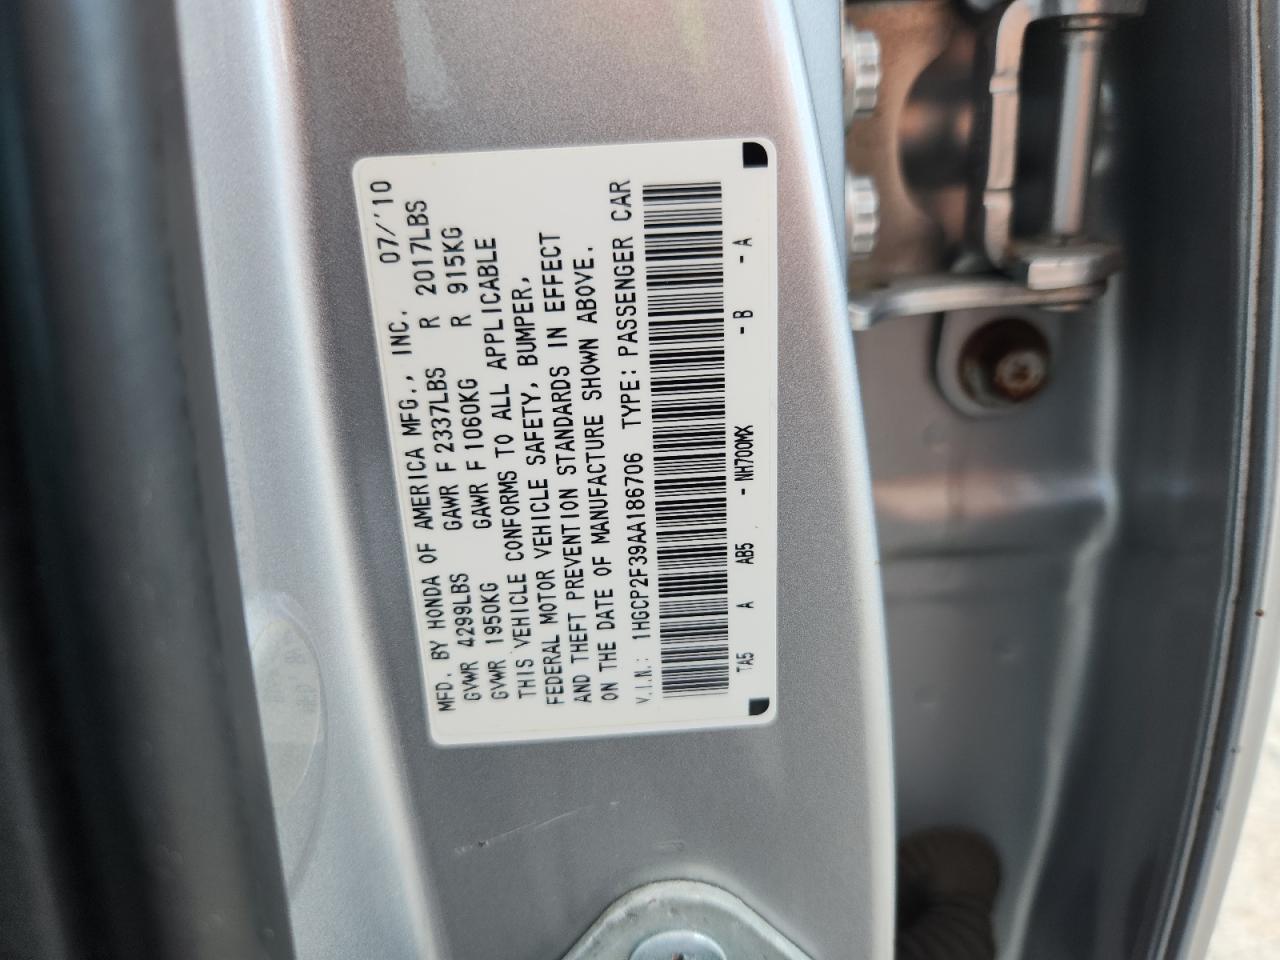 MFD. BY HONDA OF AMERICA MFG., INC. 07/'10
GVWR 4299LBS GAWR F 2337LBS R 2017LBS
GVWR 1950KG GAWR F 1060KG R 915KG
THIS VEHICLE CONFORMS TO ALL APPLICABLE
FEDERAL MOTOR VEHICLE SAFETY, BUMPER,
AND THEFT PREVENTION STANDARDS IN EFFECT
ON THE DATE OF MANUFACTURE SHOWN ABOVE.
V.I.N.: 1HGCP2F39AA186706 TYPE: PASSENGER CAR
TA5 A AB5 - NH700MX - B - A